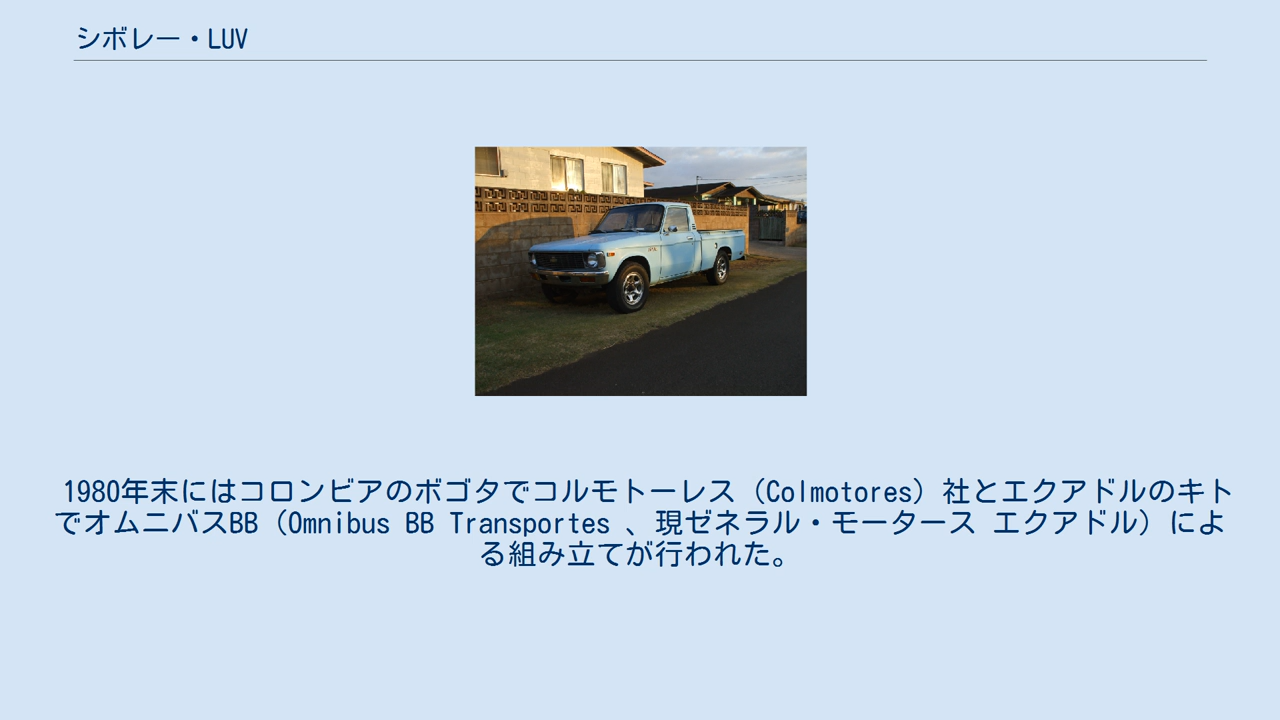 シボレー・LUV
1980年末にはコロンビアのボゴタでコルモトーレス（Colmotores）社とエクアドルのキト
でオムニバスBB（Omnibus BB Transportes 、現ゼネラル・モータース エクアドル）によ
る組み立てが行われた。